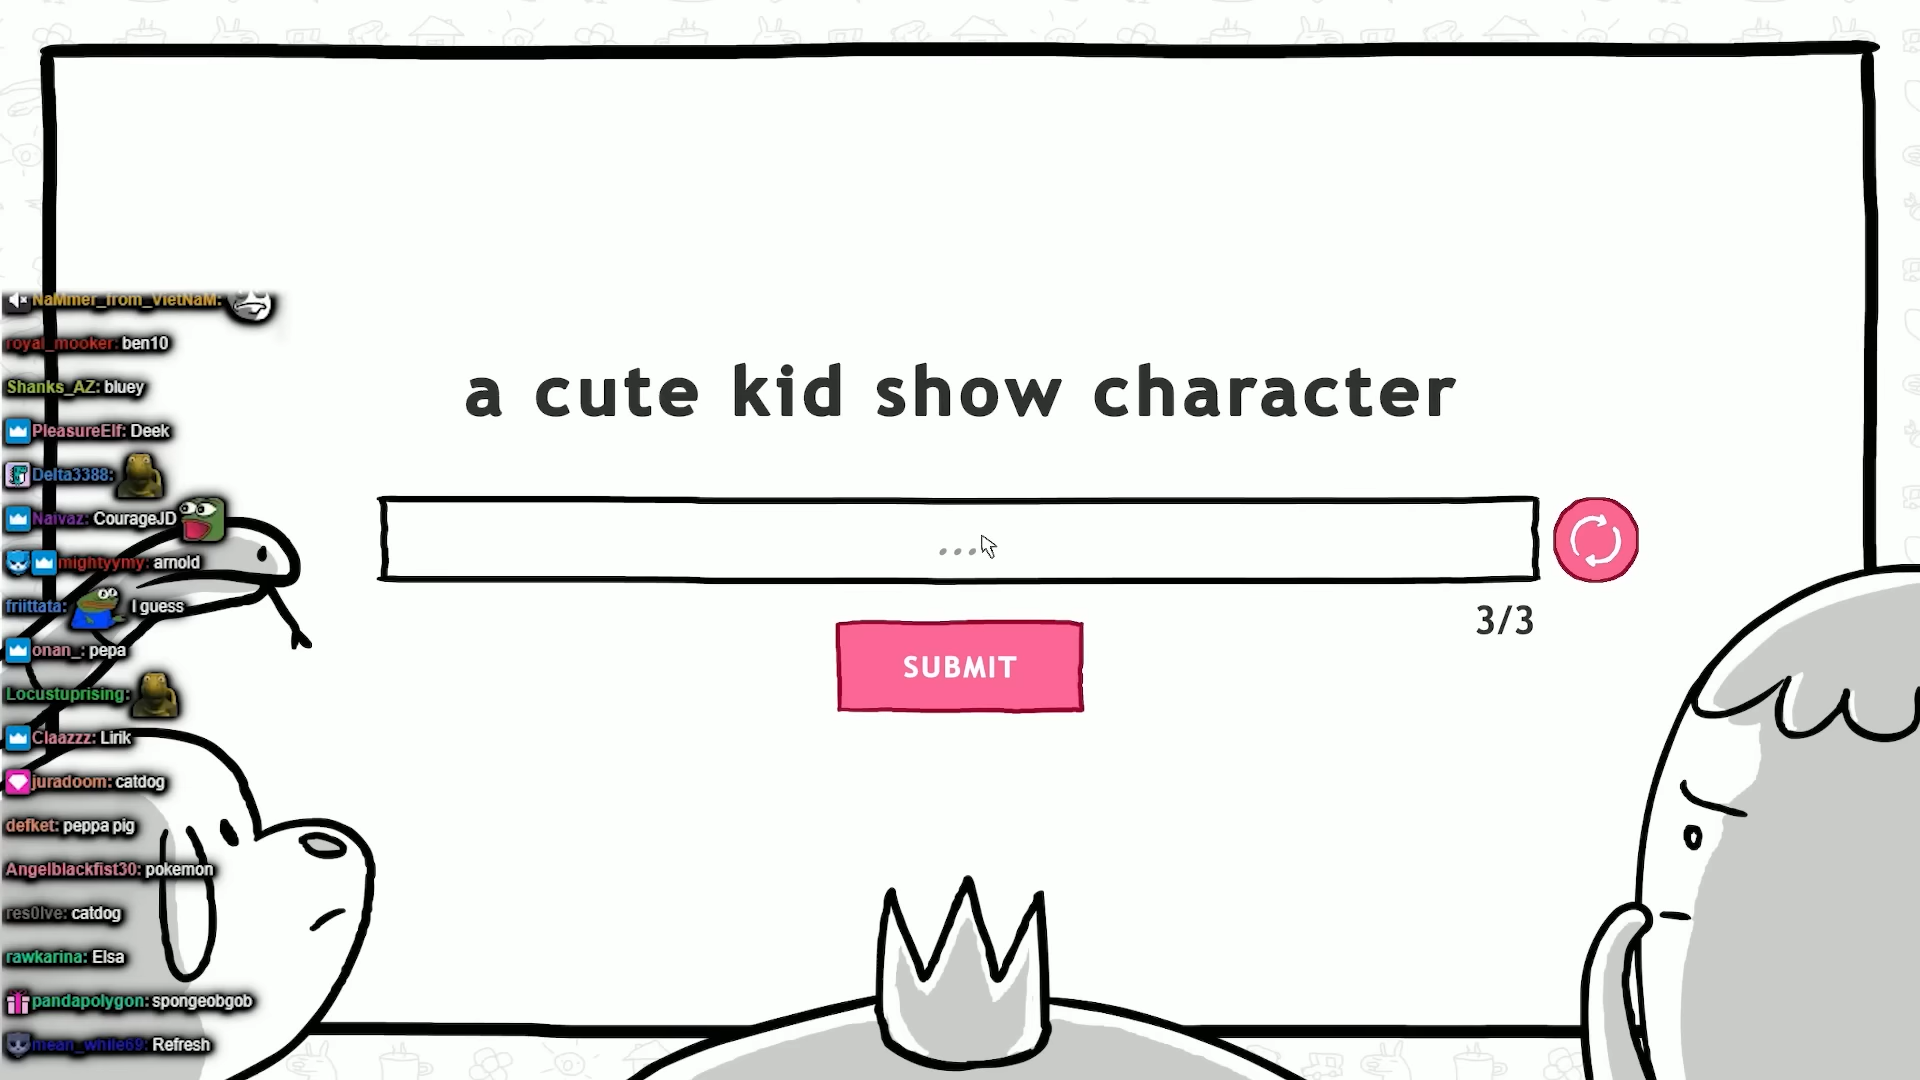 NaMmer_from_VietNaM:
royal_mooker: ben10
Shanks_AZ: bluey
PleasureElf: Deek
Delta3388:
Naivaz: CourageJD
mightyymy: arnold
friittata: I guess
onan_: pepa
Locustuprising:
Claazzz: Lirik
juradoom: catdog
defket: peppa pig
Angelblackfist30: pokemon
res0lve: catdog
rawkarina: Elsa
pandapolygon: spongeobgob
mean_while69: Refresh
a cute kid show character
...
3/3
SUBMIT